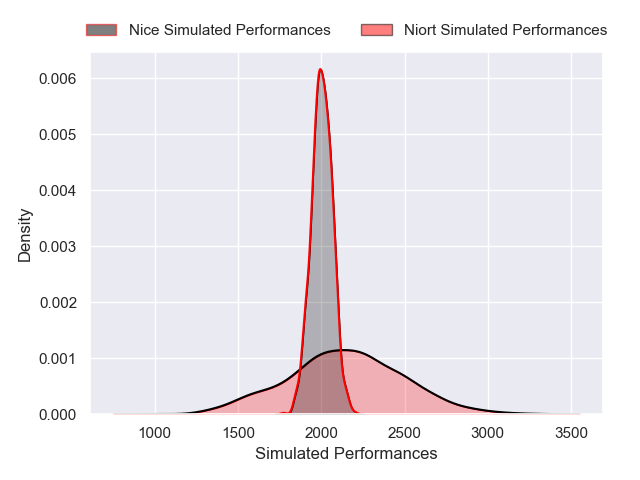 Nice Simulated Performances
Niort Simulated Performances
0.006
0.005
0.004
0.003
0.002
0.001
0.000
Density
1000 1500 2000 2500 3000 3500
Simulated Performances